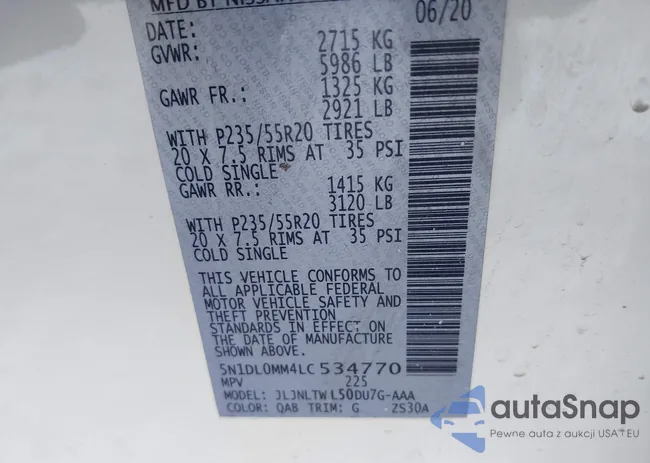 MFD BY NISSAN
DATE: 06/20
GVWR: 2715 KG
5986 LB
GAWR FR.: 1325 KG
2921 LB
WITH P235/55R20 TIRES
20 X 7.5 RIMS AT 35 PSI
COLD SINGLE
GAWR RR.: 1415 KG
3120 LB
WITH P235/55R20 TIRES
20 X 7.5 RIMS AT 35 PSI
COLD SINGLE
THIS VEHICLE CONFORMS TO
ALL APPLICABLE FEDERAL
MOTOR VEHICLE SAFETY AND
THEFT PREVENTION
STANDARDS IN EFFECT ON
THE DATE OF MANUFACTURE
SHOWN ABOVE.
5N1DL0MM4LC534770
MPV 225
MODEL: JLJNLTWL50DU7G-AAA
COLOR: QAB TRIM: G ZS30A
autoSnap
Pewne auta z aukcji USA i EU